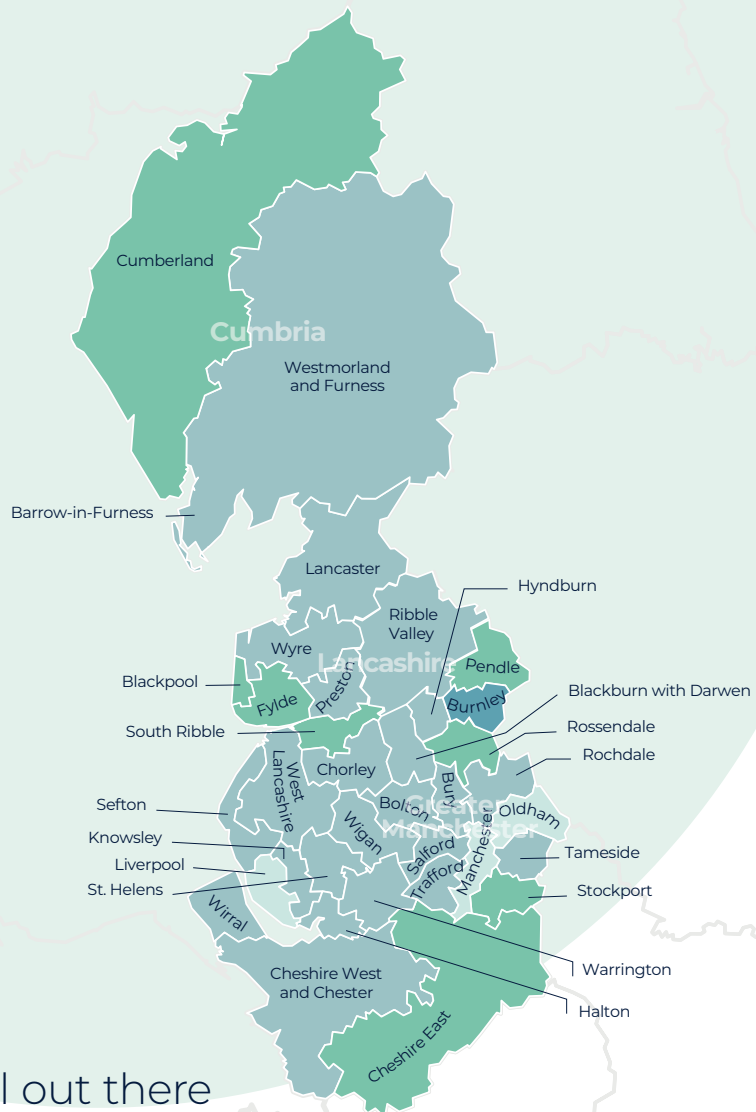 Cumberland
Cumbria
Westmorland
and Furness
Barrow-in-Furness
Lancaster
Hyndburn
Ribble
Valley
Wyre
Lancashire
Pendle
Blackpool
Preston
Fylde
Burnley
Blackburn with Darwen
South Ribble
Rossendale
Rochdale
Chorley
West
Lancashire
Bury
Bolton
Greater
Manchester
Oldham
Sefton
Wigan
Knowsley
Salford
Manchester
Tameside
Liverpool
Trafford
St. Helens
Stockport
Wirral
Warrington
Cheshire West
and Chester
Halton
Cheshire East
l out there